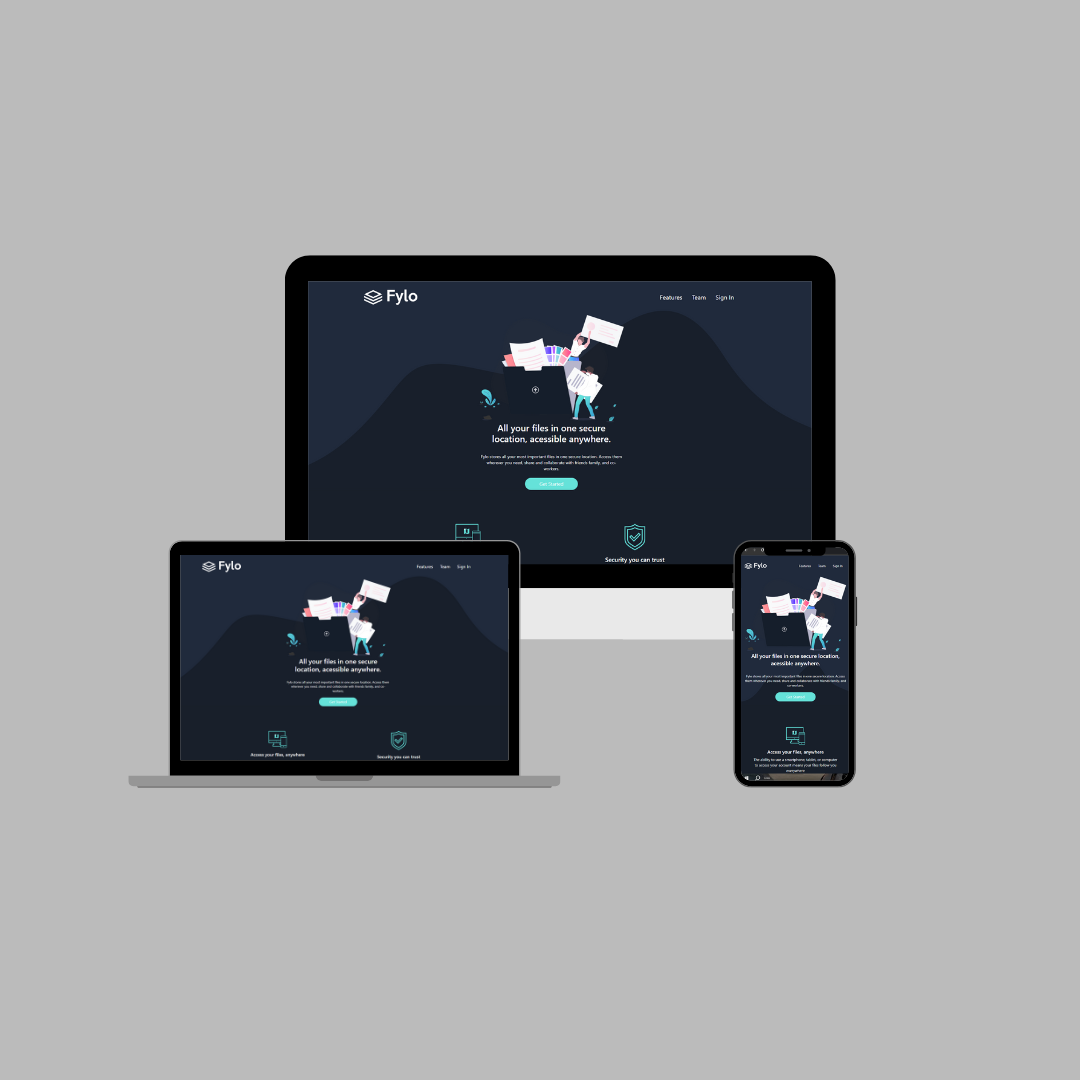 Fylo
Features Team Sign In
All your files in one secure
location, acessible anywhere.
Fylo stores all your most important files in one secure location. Access them
wherever you need, share and collaborate with friends family, and co-
workers.
Get Started
Security you can trust
Fylo
Features Team Sign In
All your files in one secure
location, acessible anywhere.
Fylo stores all your most important files in one secure location. Access them
wherever you need, share and collaborate with friends family, and co-
workers.
Get Started
Access your files, anywhere
Security you can trust
Fylo
Features Team Sign In
All your files in one secure location,
acessible anywhere.
Fylo stores all your most important files in one secure location. Access
them wherever you need, share and collaborate with friends family, and
co-workers.
Get Started
Access your files, anywhere
The ability to use a smartphone, tablet, or computer
to access your account means your files follow you
everywhere